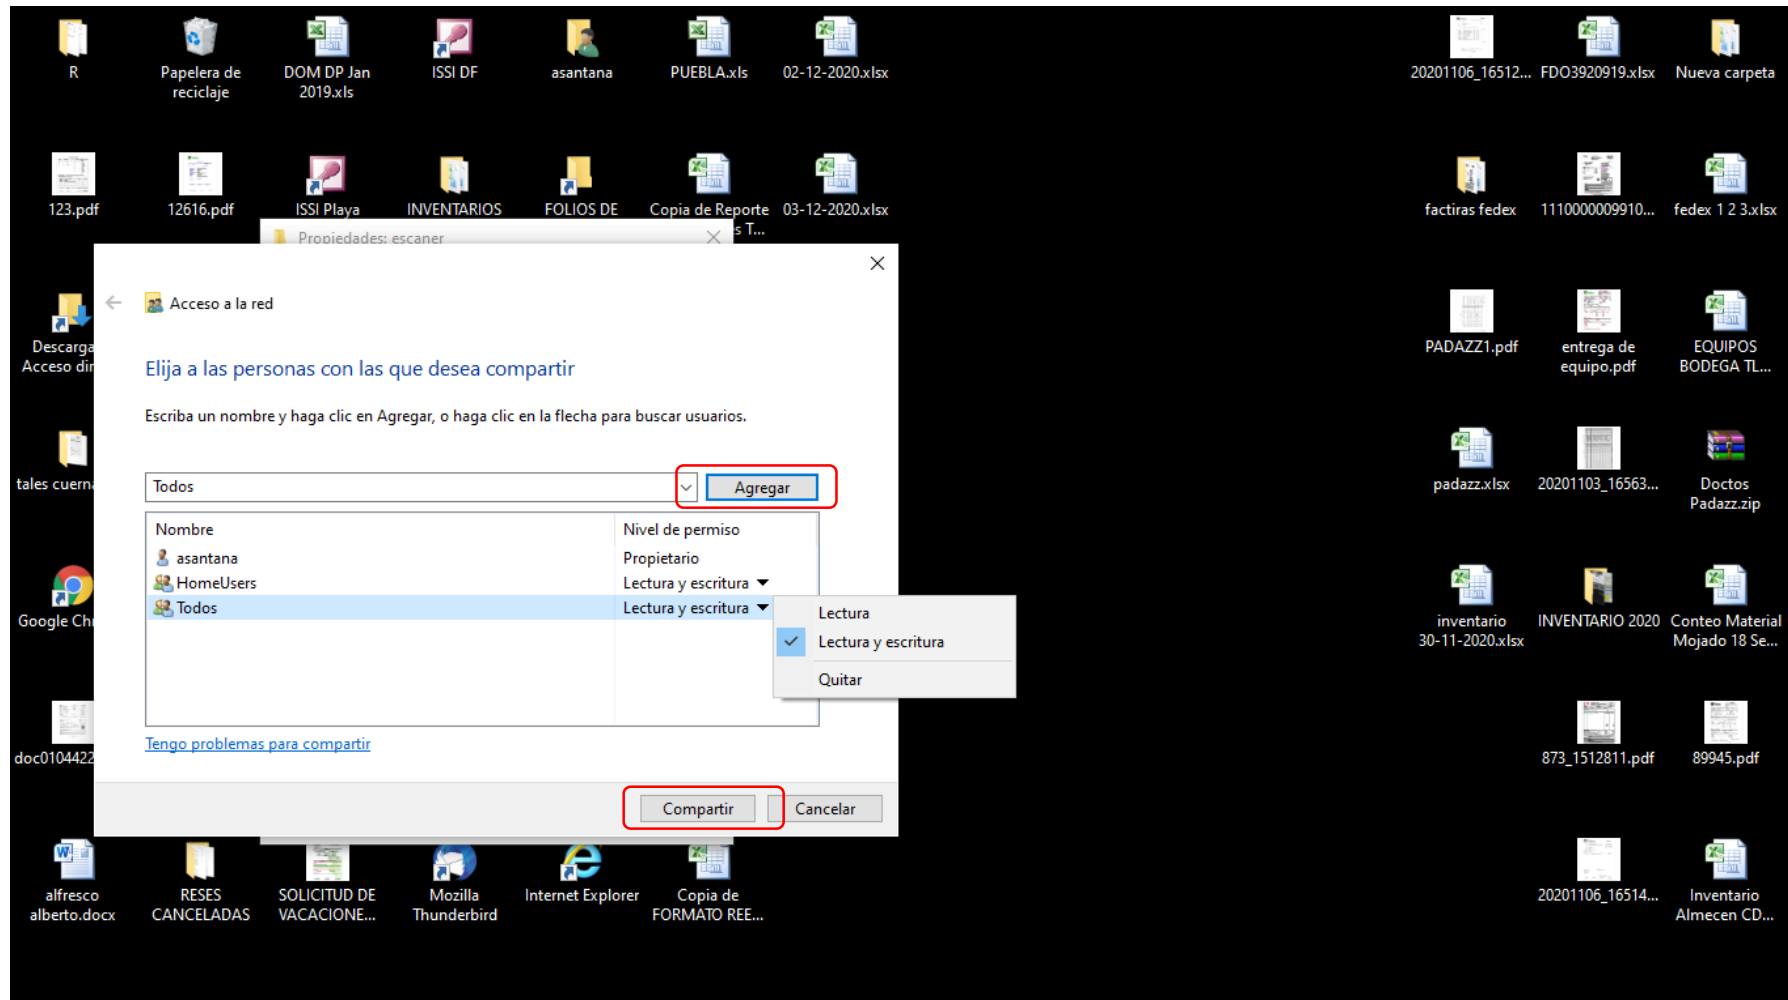 R
Papelera de
reciclaje
DOM DP Jan
2019.xls
ISSI DF
asantana
PUEBLA.xls
02-12-2020.xlsx
20201106_16512...
FDO3920919.xlsx
Nueva carpeta
123.pdf
12616.pdf
ISSI Playa
INVENTARIOS
FOLIOS DE
Copia de Reporte
s T...
03-12-2020.xlsx
factiras fedex
1110000009910...
fedex 1 2 3.xlsx
Propiedades: escaner
Acceso a la red
Elija a las personas con las que desea compartir
Escriba un nombre y haga clic en Agregar, o haga clic en la flecha para buscar usuarios.
Todos
Agregar
Nombre
Nivel de permiso
asantana
Propietario
HomeUsers
Lectura y escritura
Todos
Lectura y escritura
Lectura
Lectura y escritura
Quitar
Tengo problemas para compartir
Compartir
Cancelar
Descarga
Acceso dir
tales cuerna
Google Ch
doc0104422
PADAZZ1.pdf
entrega de
equipo.pdf
EQUIPOS
BODEGA TL...
padazz.xlsx
20201103_16563...
Doctos
Padazz.zip
inventario
30-11-2020.xlsx
INVENTARIO 2020
Conteo Material
Mojado 18 Se...
873_1512811.pdf
89945.pdf
alfresco
alberto.docx
RESES
CANCELADAS
SOLICITUD DE
VACACIONE...
Mozilla
Thunderbird
Internet Explorer
Copia de
FORMATO REE...
20201106_16514...
Inventario
Almecen CD...